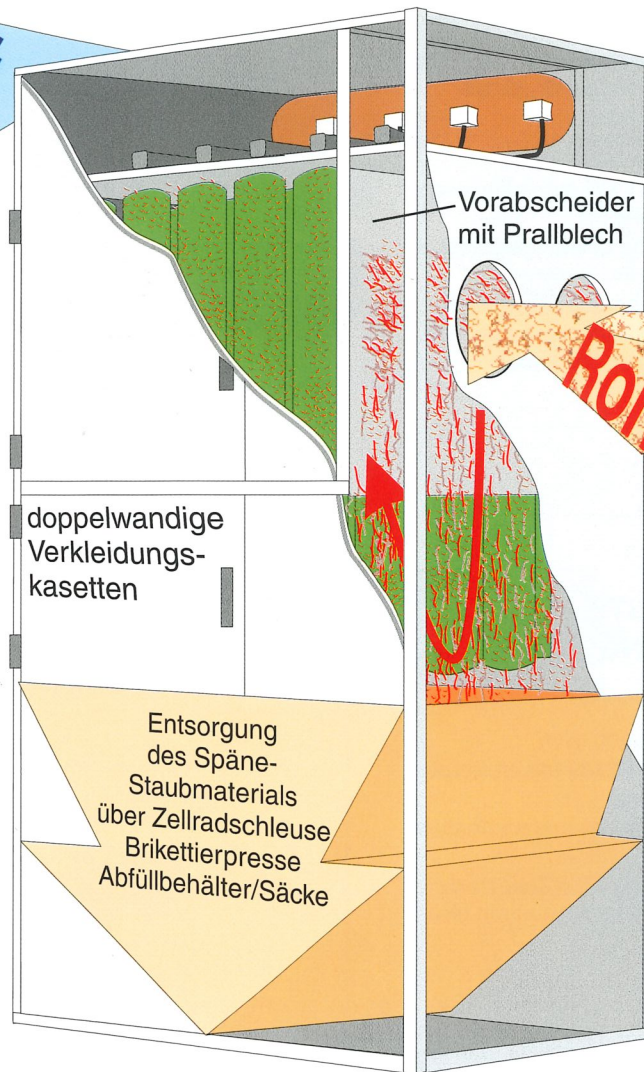 Vorabscheider
mit Prallblech
doppelwandige
Verkleidungs-
kasetten
Entsorgung
des Späne-
Staubmaterials
über Zellradschleuse
Brikettierpresse
Abfüllbehälter/Säcke